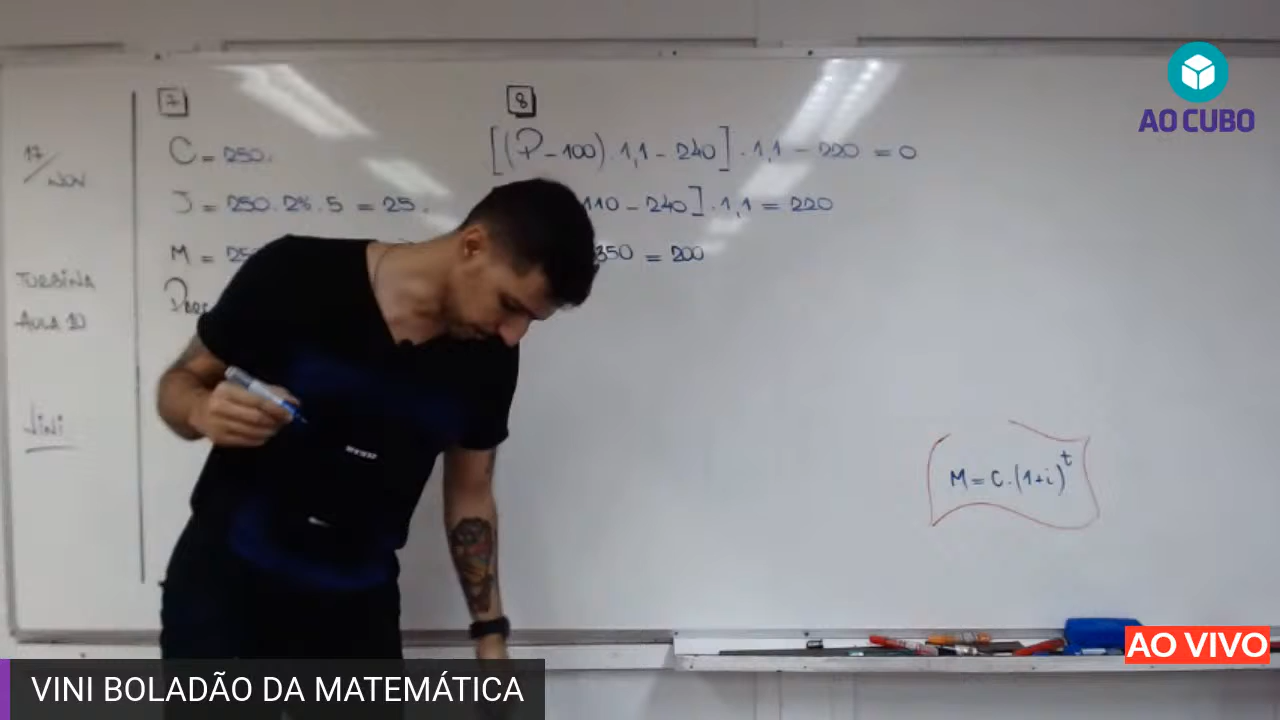 17/NOV
TURBINA
AULA 10
VINI
7
C = 250.
J = 250 . 2% . 5 = 25.
M = 25
Parc
8
[(P - 100) . 1,1 - 240] . 1,1 - 220 = 0
110 - 240] . 1,1 = 220
350 = 200
M = C . (1+i)^t
AO CUBO
AO VIVO
VINI BOLADÃO DA MATEMÁTICA